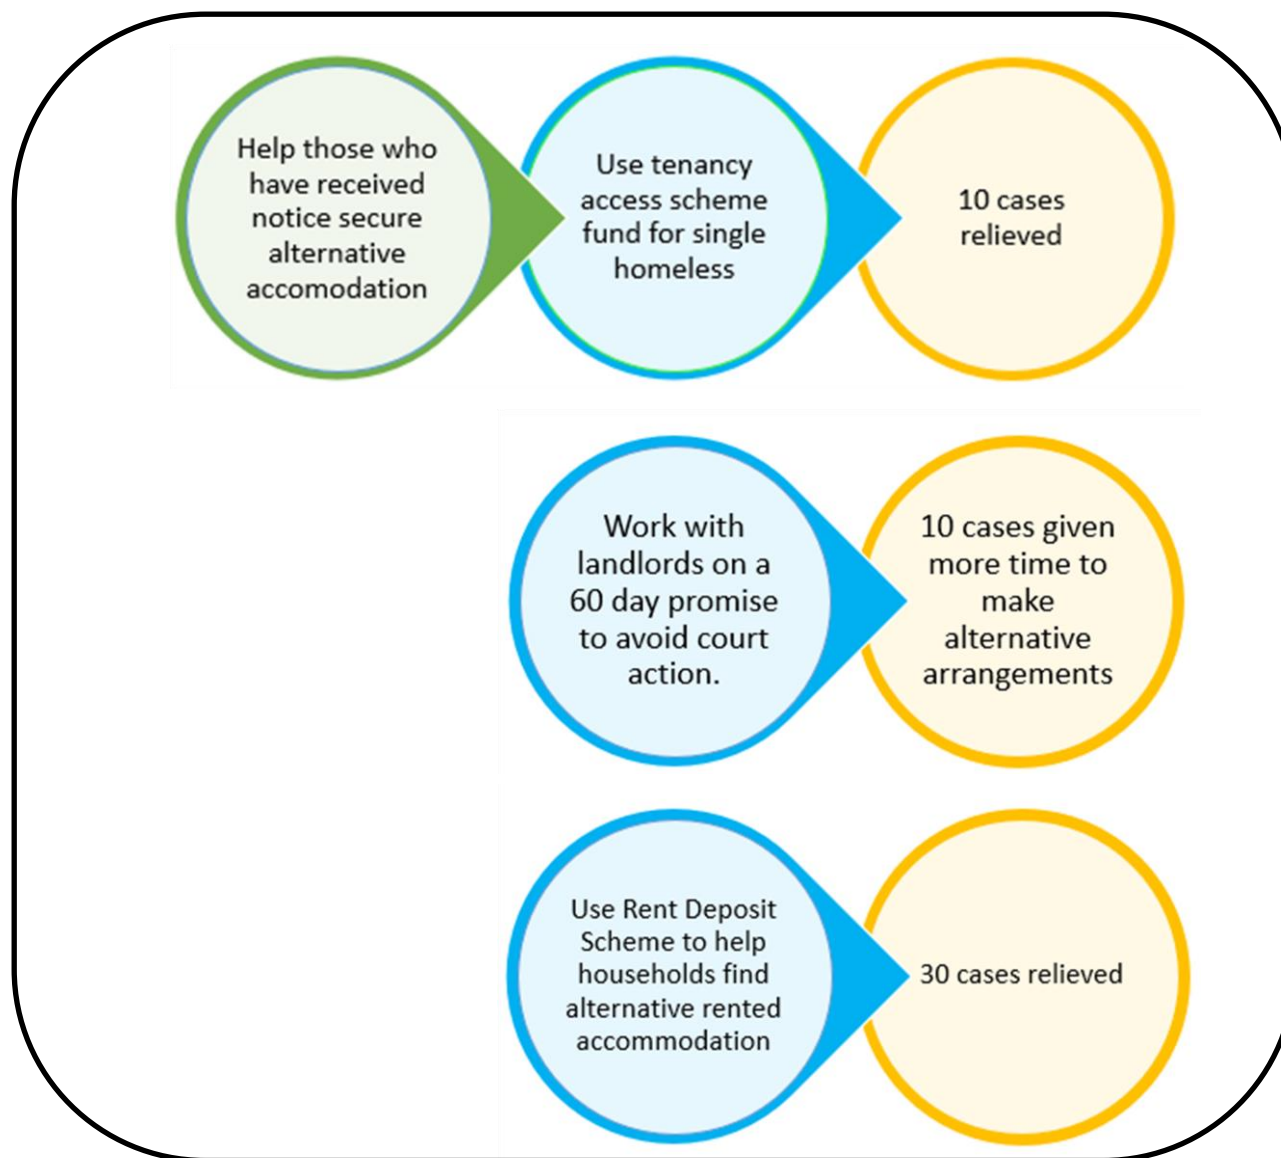 Help those who
have received
notice secure
alternative
accomodation
Use tenancy
access scheme
fund for single
homeless
10 cases
relieved
Work with
landlords on a
60 day promise
to avoid court
action.
10 cases given
more time to
make
alternative
arrangements
Use Rent Deposit
Scheme to help
households find
alternative rented
accommodation
30 cases relieved